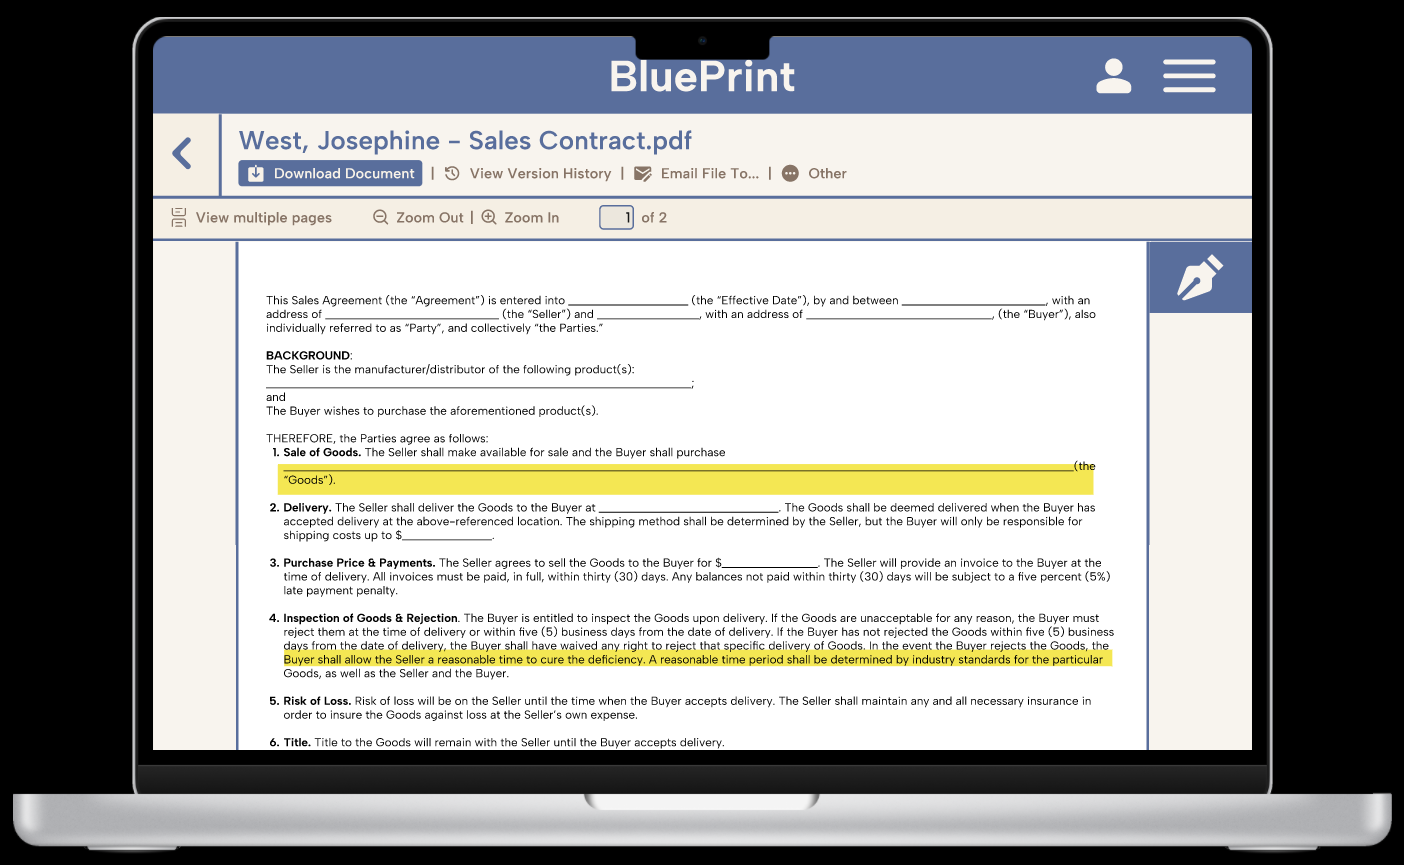 BluePrint
West, Josephine – Sales Contract.pdf
Download Document | View Version History | Email File To... | Other
View multiple pages Zoom Out | Zoom In 1 of 2
This Sales Agreement (the “Agreement”) is entered into ____________________ (the “Effective Date”), by and between ________________________, with an
address of _____________________________ (the “Seller”) and _________________, with an address of _______________________________, (the “Buyer”), also
individually referred to as “Party”, and collectively “the Parties.”
BACKGROUND:
The Seller is the manufacturer/distributor of the following product(s):
_______________________________________________________________________;
and
The Buyer wishes to purchase the aforementioned product(s).
THEREFORE, the Parties agree as follows:
1. Sale of Goods. The Seller shall make available for sale and the Buyer shall purchase
____________________________________________________________________________________(the
“Goods”).
2. Delivery. The Seller shall deliver the Goods to the Buyer at ______________________________. The Goods shall be deemed delivered when the Buyer has
accepted delivery at the above-referenced location. The shipping method shall be determined by the Seller, but the Buyer will only be responsible for
shipping costs up to $_______________.
3. Purchase Price & Payments. The Seller agrees to sell the Goods to the Buyer for $________________. The Seller will provide an invoice to the Buyer at the
time of delivery. All invoices must be paid, in full, within thirty (30) days. Any balances not paid within thirty (30) days will be subject to a five percent (5%)
late payment penalty.
4. Inspection of Goods & Rejection. The Buyer is entitled to inspect the Goods upon delivery. If the Goods are unacceptable for any reason, the Buyer must
reject them at the time of delivery or within five (5) business days from the date of delivery. If the Buyer has not rejected the Goods within five (5) business
days from the date of delivery, the Buyer shall have waived any right to reject that specific delivery of Goods. In the event the Buyer rejects the Goods, the
Buyer shall allow the Seller a reasonable time to cure the deficiency. A reasonable time period shall be determined by industry standards for the particular
Goods, as well as the Seller and the Buyer.
5. Risk of Loss. Risk of loss will be on the Seller until the time when the Buyer accepts delivery. The Seller shall maintain any and all necessary insurance in
order to insure the Goods against loss at the Seller’s own expense.
6. Title. Title to the Goods will remain with the Seller until the Buyer accepts delivery.